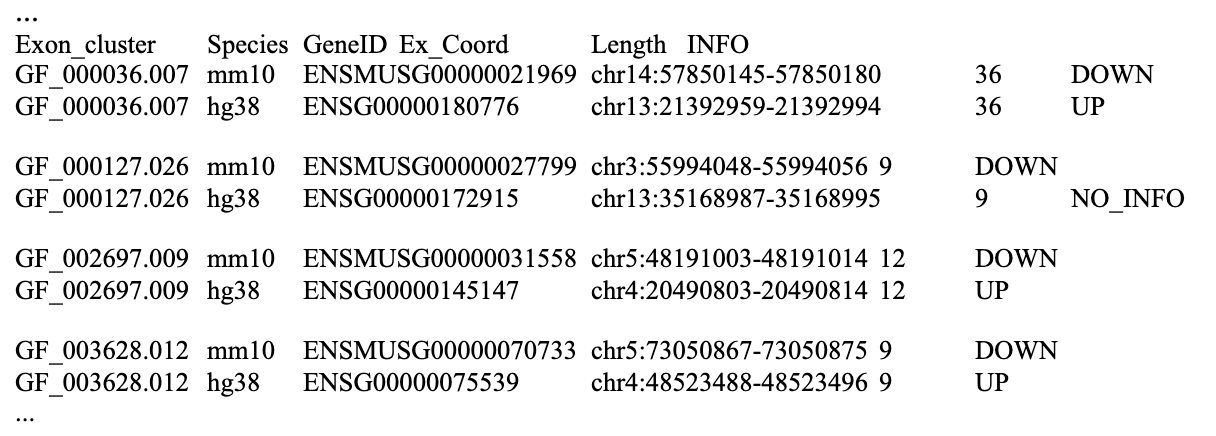 ...
Exon_cluster Species GeneID Ex_Coord Length INFO
GF_000036.007 mm10 ENSMUSG00000021969 chr14:57850145-57850180 36 DOWN
GF_000036.007 hg38 ENSG00000180776 chr13:21392959-21392994 36 UP
GF_000127.026 mm10 ENSMUSG00000027799 chr3:55994048-55994056 9 DOWN
GF_000127.026 hg38 ENSG00000172915 chr13:35168987-35168995 9 NO_INFO
GF_002697.009 mm10 ENSMUSG00000031558 chr5:48191003-48191014 12 DOWN
GF_002697.009 hg38 ENSG00000145147 chr4:20490803-20490814 12 UP
GF_003628.012 mm10 ENSMUSG00000070733 chr5:73050867-73050875 9 DOWN
GF_003628.012 hg38 ENSG00000075539 chr4:48523488-48523496 9 UP
...